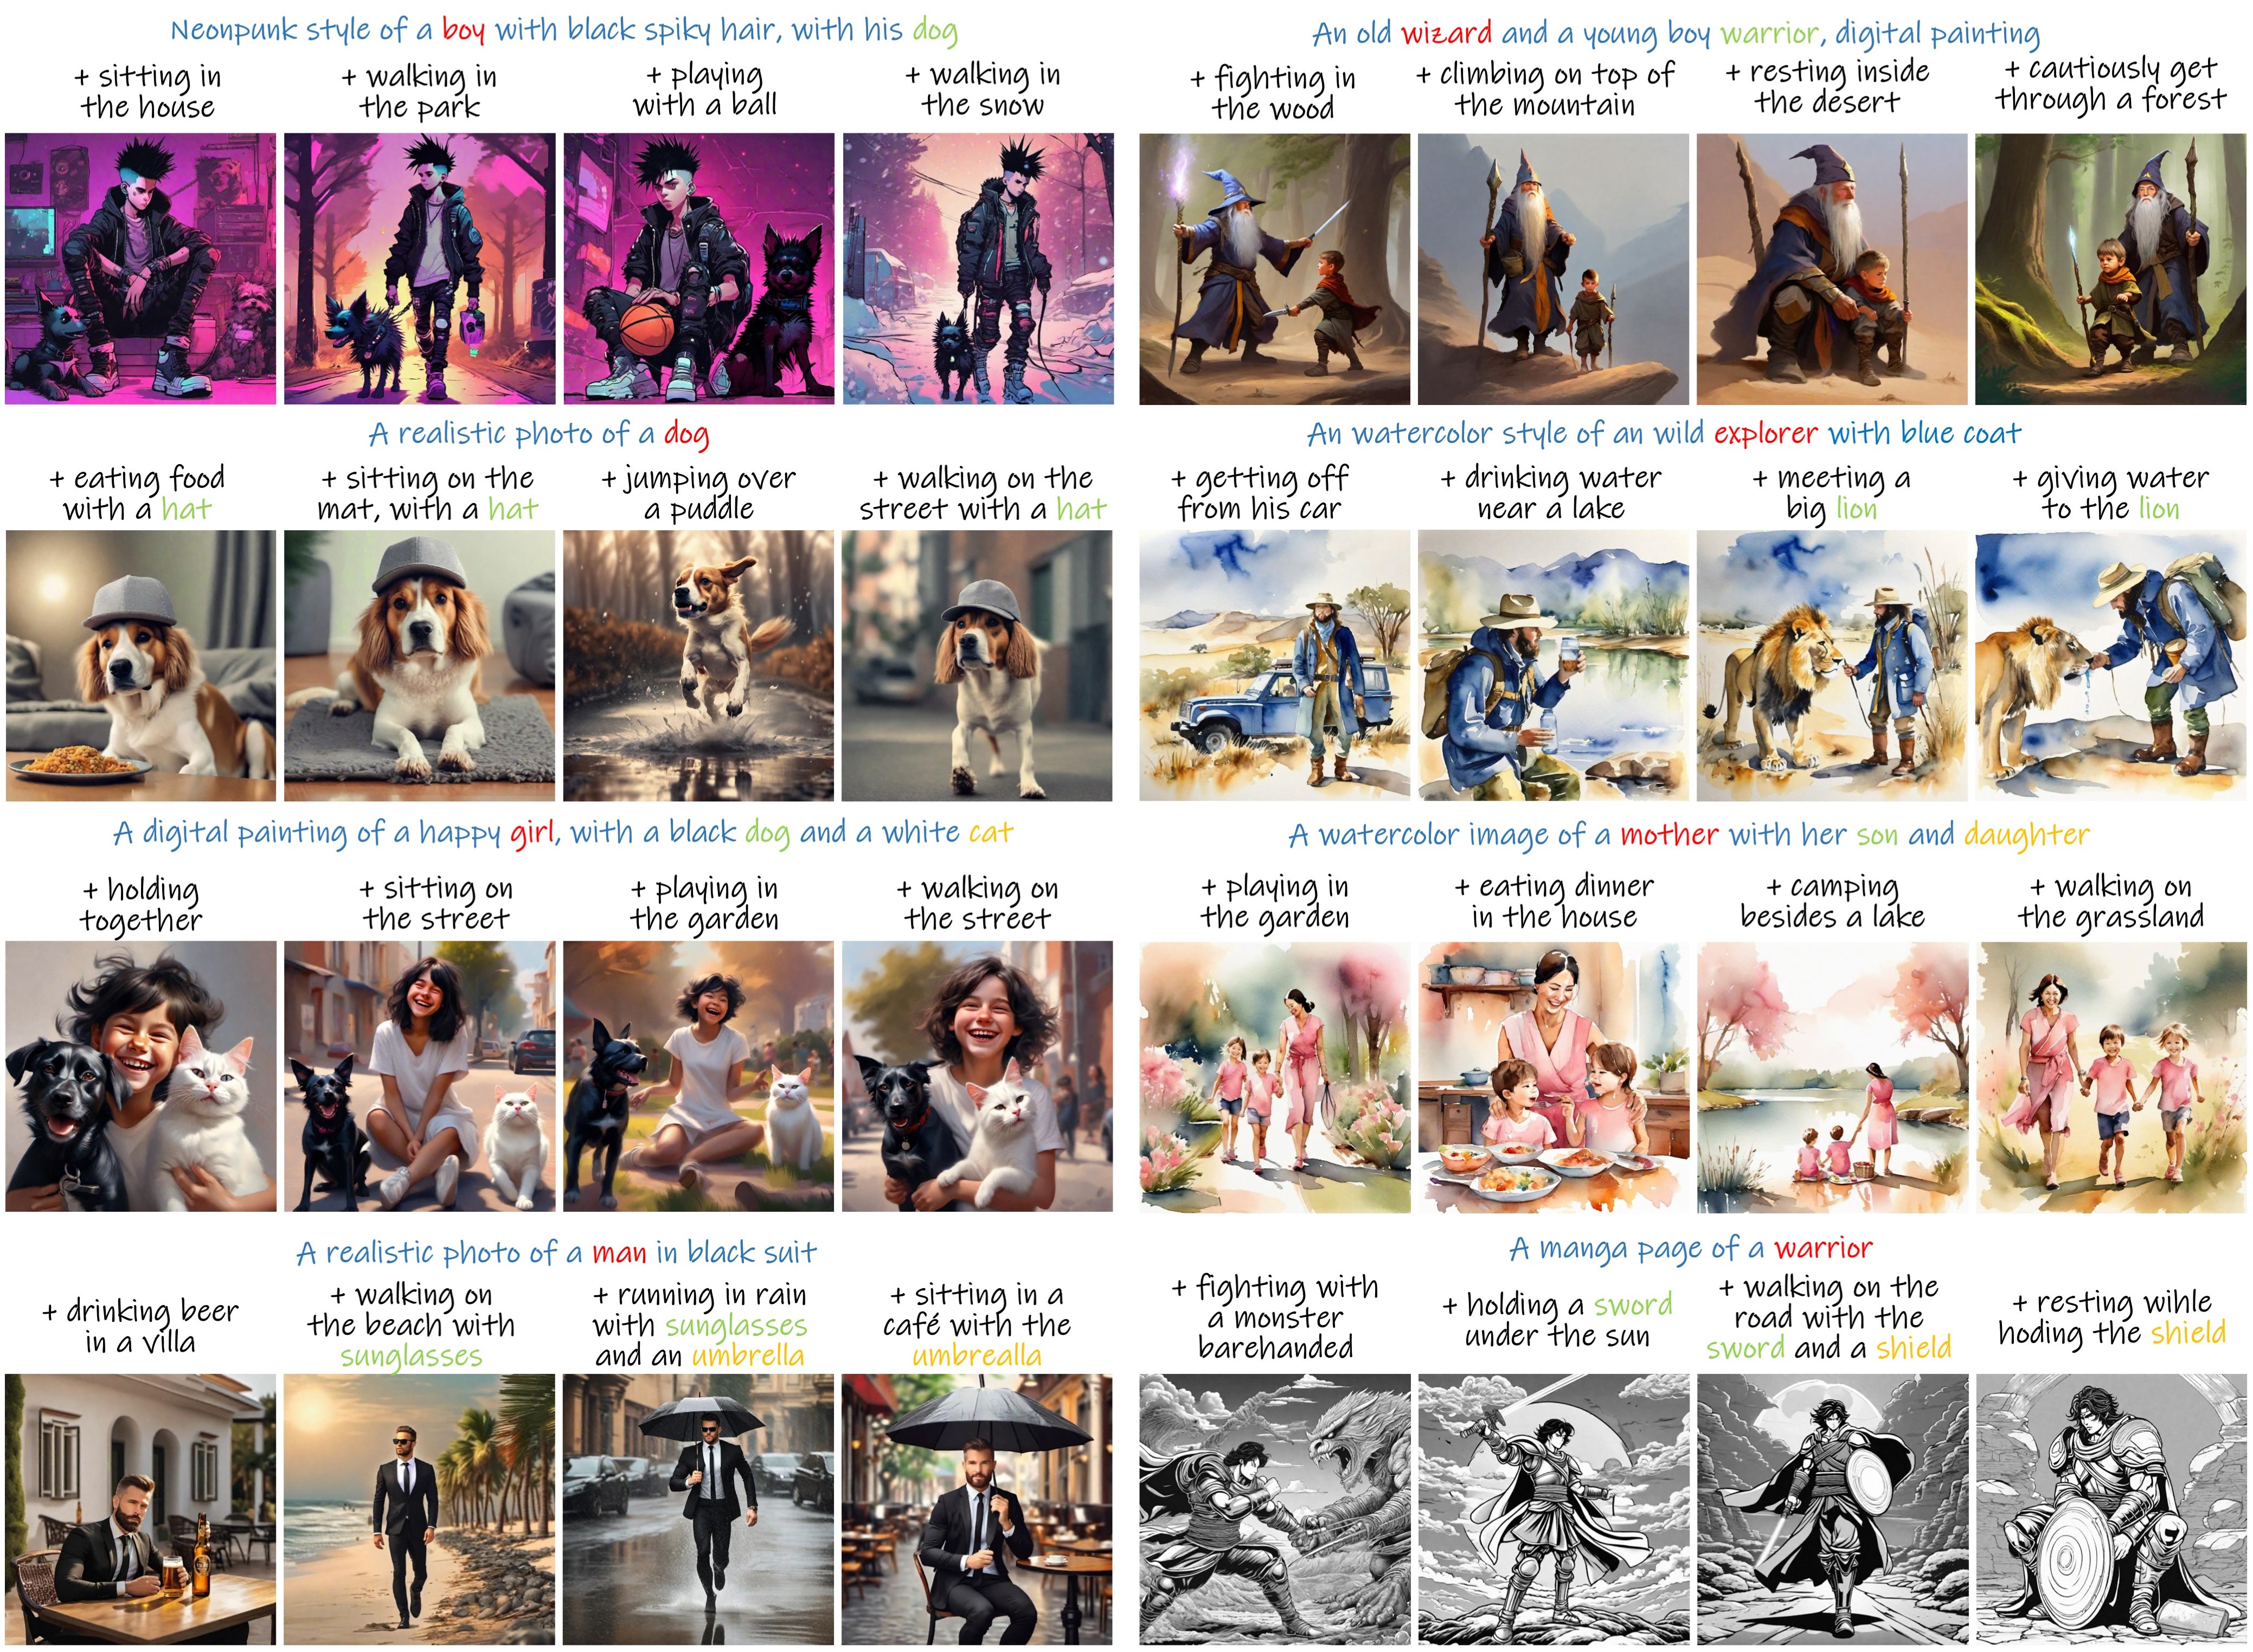 Neonpunk style of a boy with black spiky hair, with his dog
+ sitting in
the house
+ walking in
the park
+ playing
with a ball
+ walking in
the snow
An old wizard and a young boy warrior, digital painting
+ fighting in
the wood
+ climbing on top of
the mountain
+ resting inside
the desert
+ cautiously get
through a forest
A realistic photo of a dog
+ eating food
with a hat
+ sitting on the
mat, with a hat
+ jumping over
a puddle
+ walking on the
street with a hat
An watercolor style of an wild explorer with blue coat
+ getting off
from his car
+ drinking water
near a lake
+ meeting a
big lion
+ giving water
to the lion
A digital painting of a happy girl, with a black dog and a white cat
+ holding
together
+ sitting on
the street
+ playing in
the garden
+ walking on
the street
A watercolor image of a mother with her son and daughter
+ playing in
the garden
+ eating dinner
in the house
+ camping
besides a lake
+ walking on
the grassland
A realistic photo of a man in black suit
+ drinking beer
in a villa
+ walking on
the beach with
sunglasses
+ running in rain
with sunglasses
and an umbrella
+ sitting in a
café with the
umbrealla
A manga page of a warrior
+ fighting with
a monster
barehanded
+ holding a sword
under the sun
+ walking on the
road with the
sword and a shield
+ resting wihle
hoding the shield